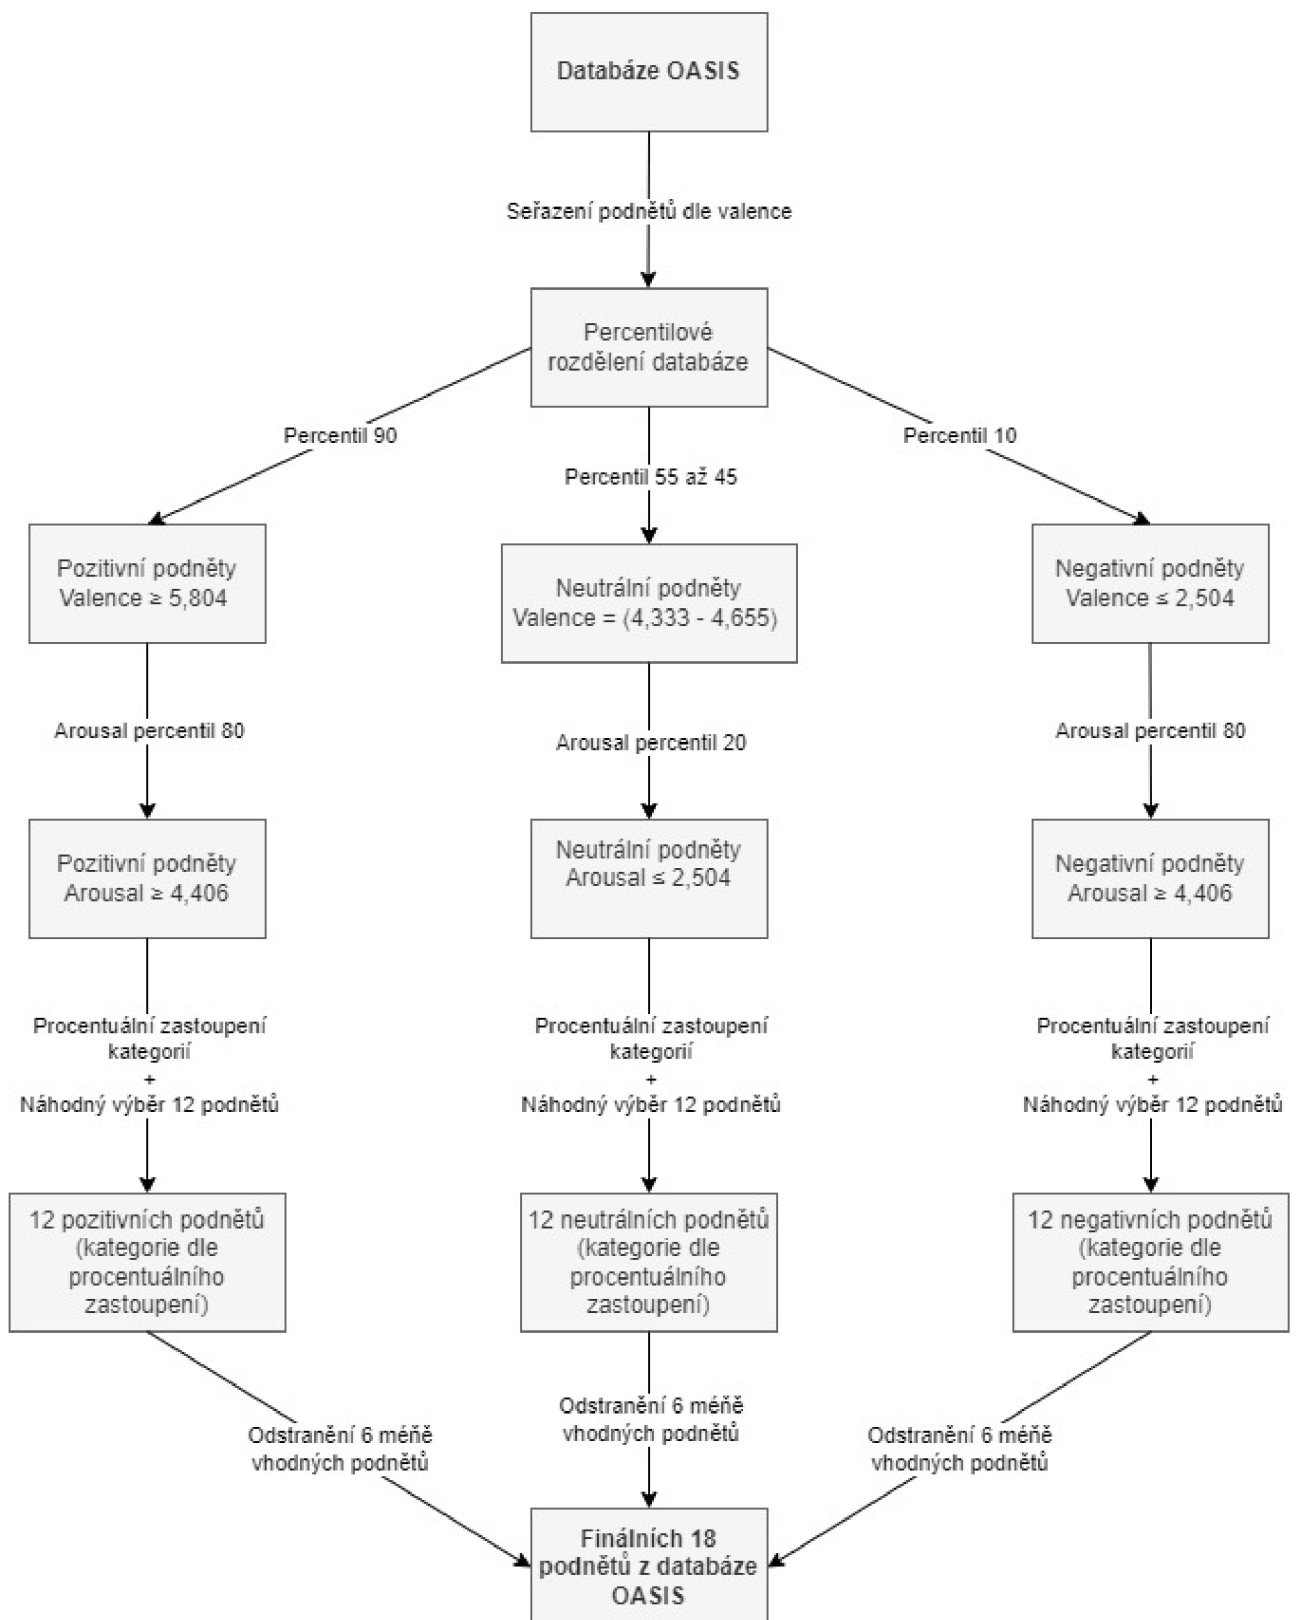 Databáze OASIS
Seřazení podnětů dle valence
Percentilové
rozdělení databáze
Percentil 90
Percentil 55 až 45
Percentil 10
Pozitivní podněty
Valence ≥ 5,804
Neutrální podněty
Valence = (4,333 - 4,655)
Negativní podněty
Valence ≤ 2,504
Arousal percentil 80
Arousal percentil 20
Arousal percentil 80
Pozitivní podněty
Arousal ≥ 4,406
Neutrální podněty
Arousal ≤ 2,504
Negativní podněty
Arousal ≥ 4,406
Procentuální zastoupení
kategorií
+
Náhodný výběr 12 podnětů
Procentuální zastoupení
kategorií
+
Náhodný výběr 12 podnětů
Procentuální zastoupení
kategorií
+
Náhodný výběr 12 podnětů
12 pozitivních podnětů
(kategorie dle
procentuálního
zastoupení)
12 neutrálních podnětů
(kategorie dle
procentuálního
zastoupení)
12 negativních podnětů
(kategorie dle
procentuálního
zastoupení)
Odstranění 6 méňě
vhodných podnětů
Odstranění 6 méňě
vhodných podnětů
Odstranění 6 méňě
vhodných podnětů
Finálních 18
podnětů z databáze
OASIS